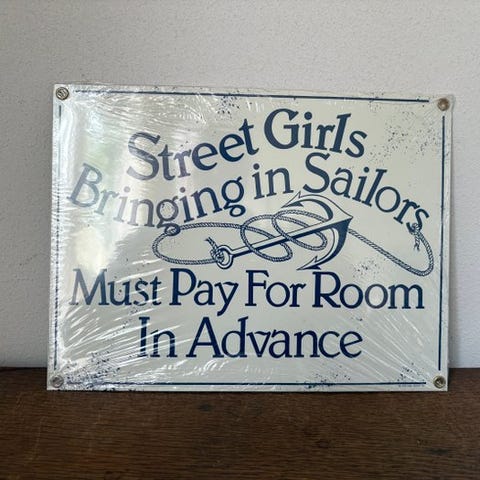 Street Girls
Bringing in Sailors
Must Pay For Room
In Advance